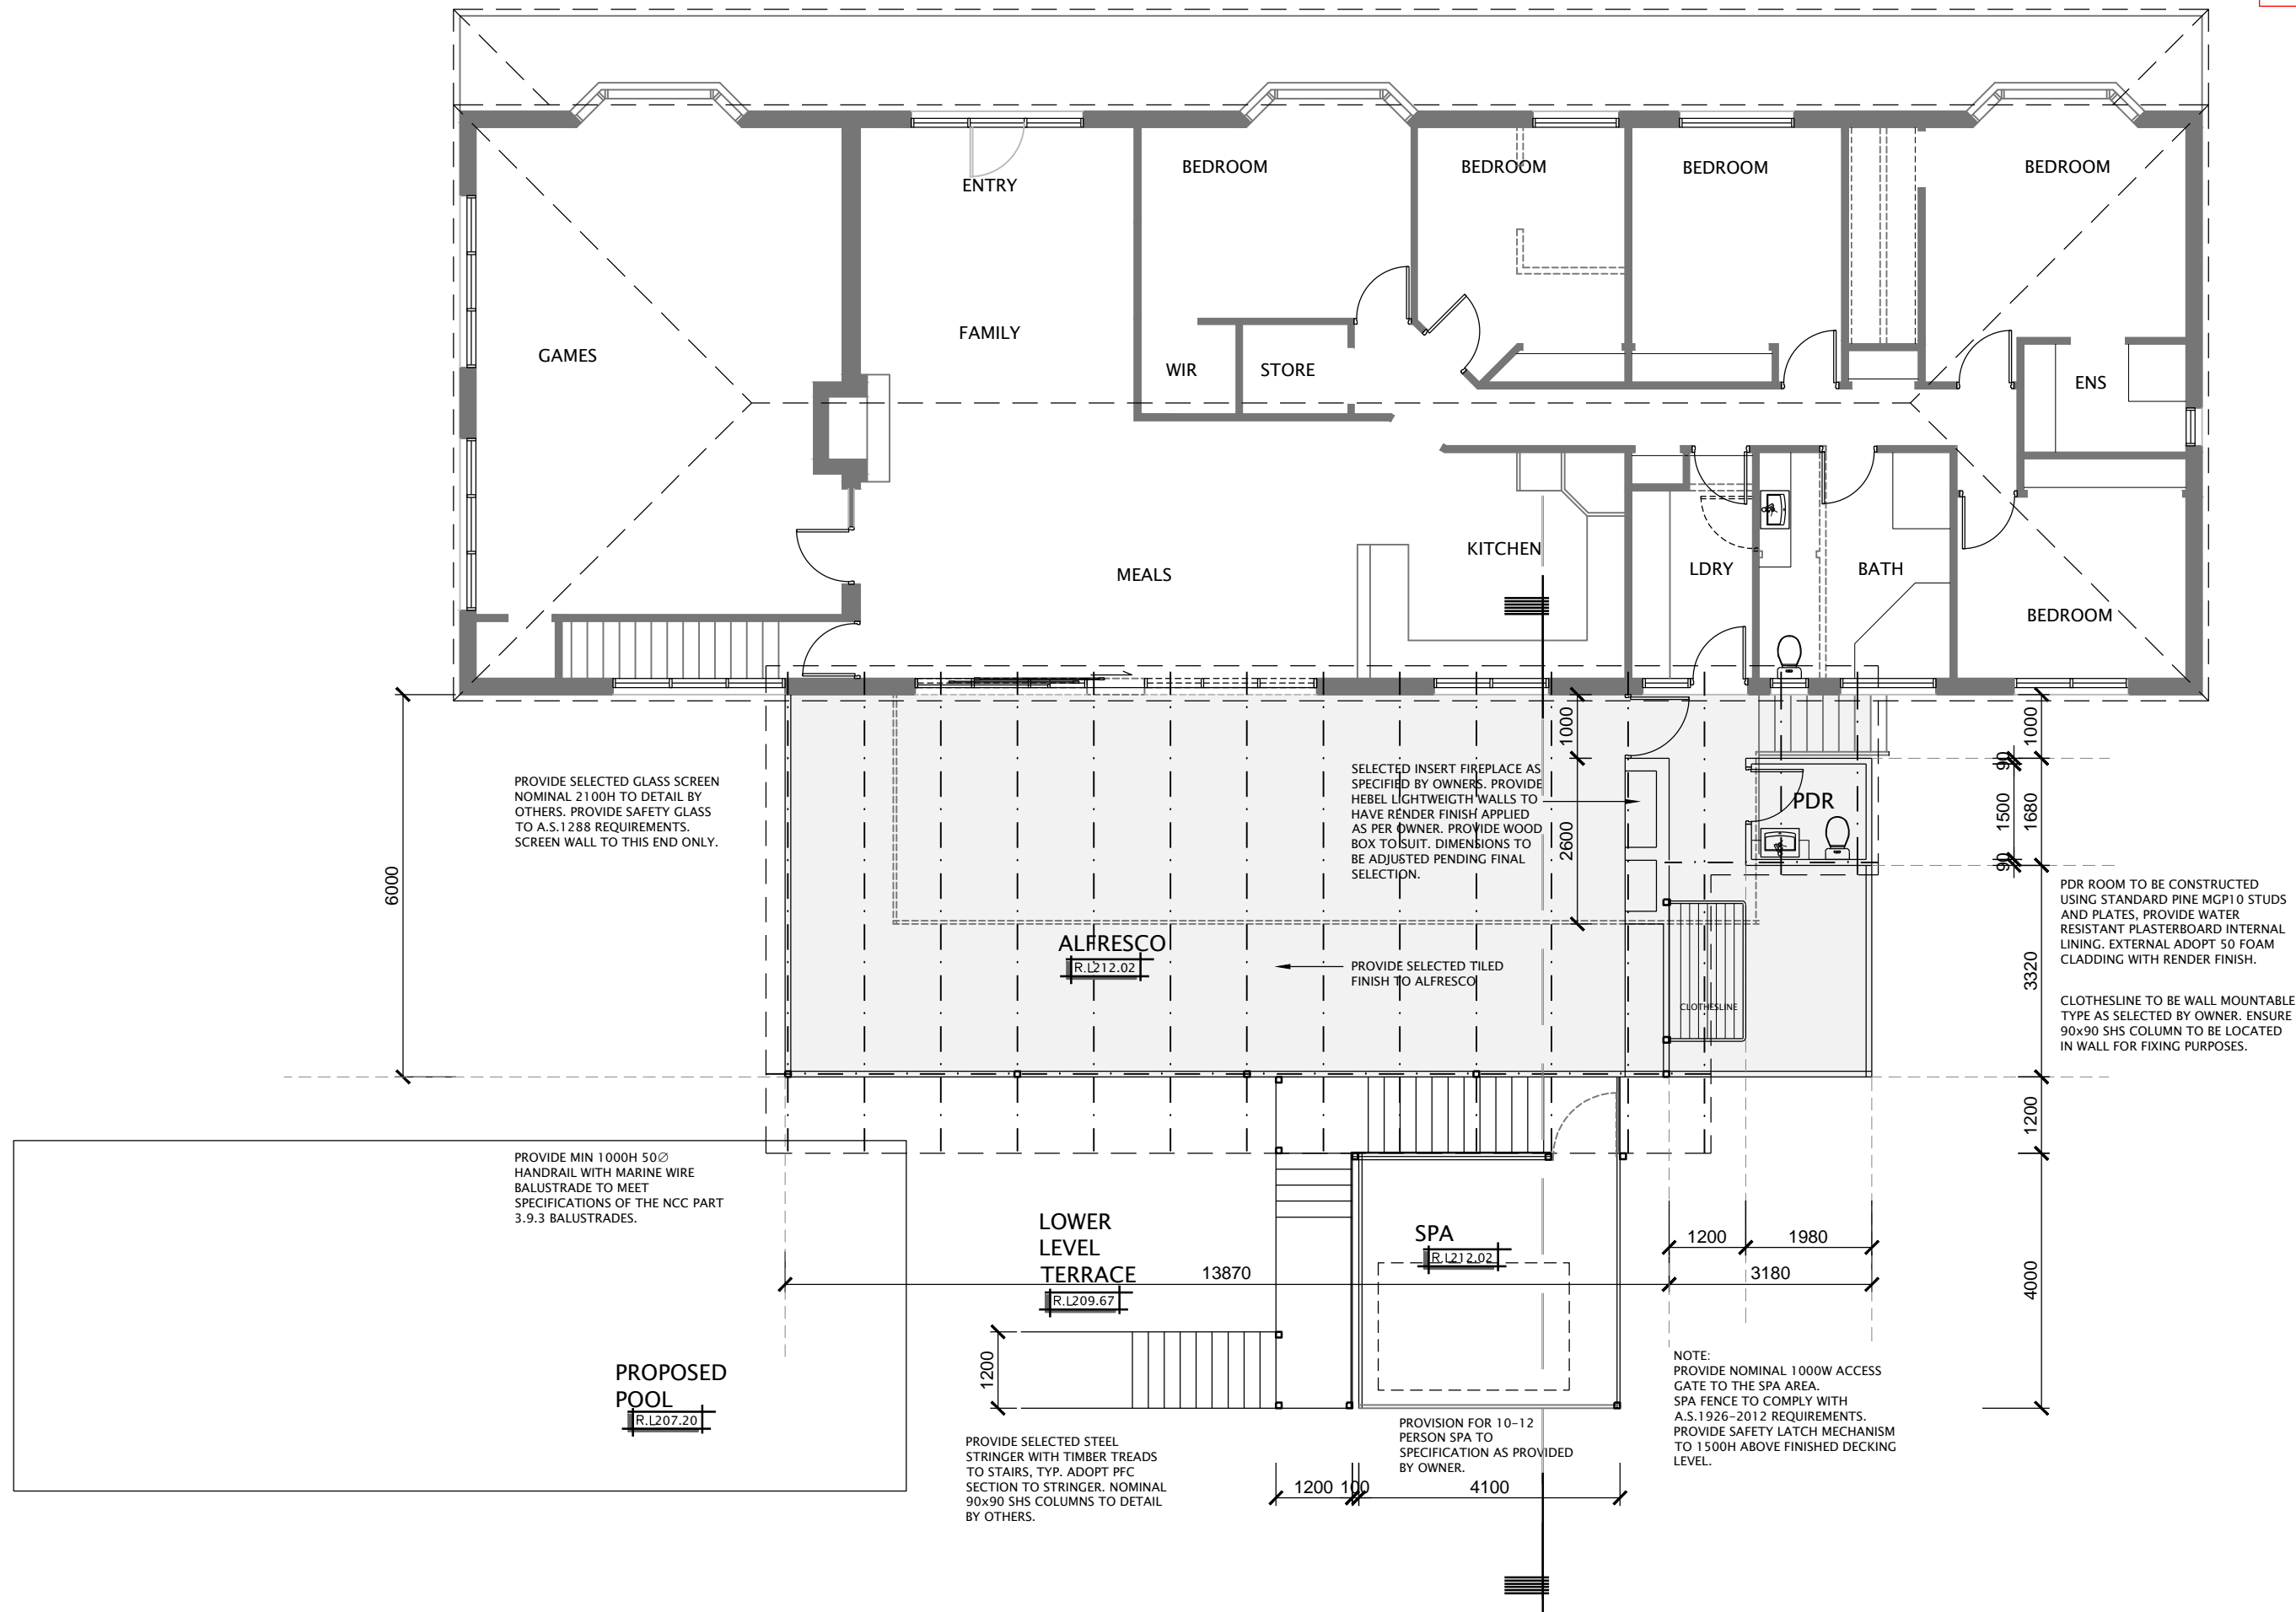 BEDROOM
BEDROOM
BEDROOM
BEDROOM
ENTRY
FAMILY
GAMES
WIR
STORE
ENS
KITCHEN
MEALS
LDRY
BATH
BEDROOM
PROVIDE SELECTED GLASS SCREEN
NOMINAL 2100H TO DETAIL BY
OTHERS. PROVIDE SAFETY GLASS
TO A.S.1288 REQUIREMENTS.
SCREEN WALL TO THIS END ONLY.
SELECTED INSERT FIREPLACE AS
SPECIFIED BY OWNERS. PROVIDE
HEBEL LIGHTWEIGTH WALLS TO
HAVE RENDER FINISH APPLIED
AS PER OWNER. PROVIDE WOOD
BOX TO SUIT. DIMENSIONS TO
BE ADJUSTED PENDING FINAL
SELECTION.
1000
2600
PDR
90
1500
90
1000
1680
3320
1200
4000
6000
PDR ROOM TO BE CONSTRUCTED
USING STANDARD PINE MGP10 STUDS
AND PLATES, PROVIDE WATER
RESISTANT PLASTERBOARD INTERNAL
LINING. EXTERNAL ADOPT 50 FOAM
CLADDING WITH RENDER FINISH.
CLOTHESLINE TO BE WALL MOUNTABLE
TYPE AS SELECTED BY OWNER. ENSURE
90x90 SHS COLUMN TO BE LOCATED
IN WALL FOR FIXING PURPOSES.
ALFRESCO
R.L212.02
PROVIDE SELECTED TILED
FINISH TO ALFRESCO
CLOTHESLINE
PROVIDE MIN 1000H 50∅
HANDRAIL WITH MARINE WIRE
BALUSTRADE TO MEET
SPECIFICATIONS OF THE NCC PART
3.9.3 BALUSTRADES.
LOWER
LEVEL
TERRACE
R.L209.67
SPA
R.L212.02
1200
1980
13870
3180
PROPOSED
POOL
R.L207.20
1200
NOTE:
PROVIDE NOMINAL 1000W ACCESS
GATE TO THE SPA AREA.
SPA FENCE TO COMPLY WITH
A.S.1926-2012 REQUIREMENTS.
PROVIDE SAFETY LATCH MECHANISM
TO 1500H ABOVE FINISHED DECKING
LEVEL.
PROVISION FOR 10-12
PERSON SPA TO
SPECIFICATION AS PROVIDED
BY OWNER.
PROVIDE SELECTED STEEL
STRINGER WITH TIMBER TREADS
TO STAIRS, TYP. ADOPT PFC
SECTION TO STRINGER. NOMINAL
90x90 SHS COLUMNS TO DETAIL
BY OTHERS.
1200
100
4100